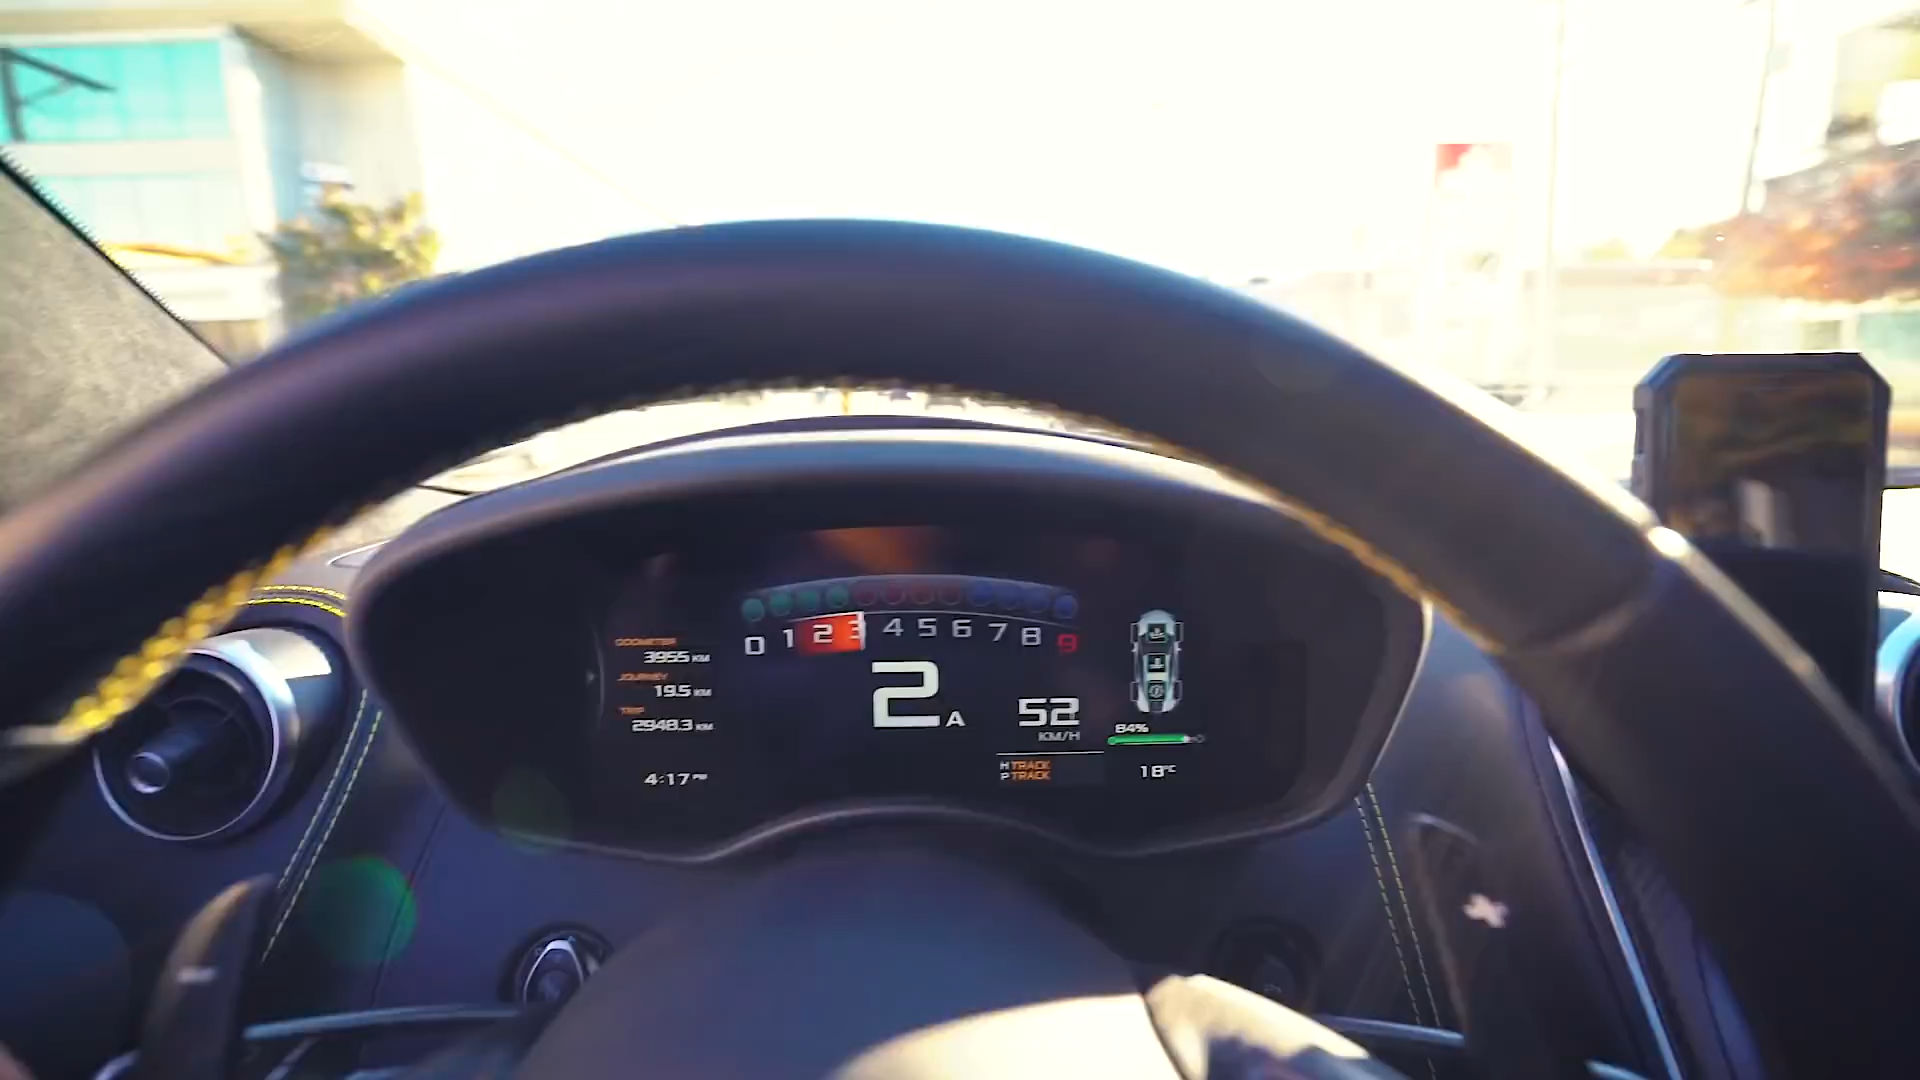 0 1 2 3 4 5 6 7 8 9
ODOMETER
3955 KM
JOURNEY
19.5 KM
TRIP
2948.3 KM
4:17 PM
2 A
52
KM/H
H TRACK
P TRACK
84%
18°C